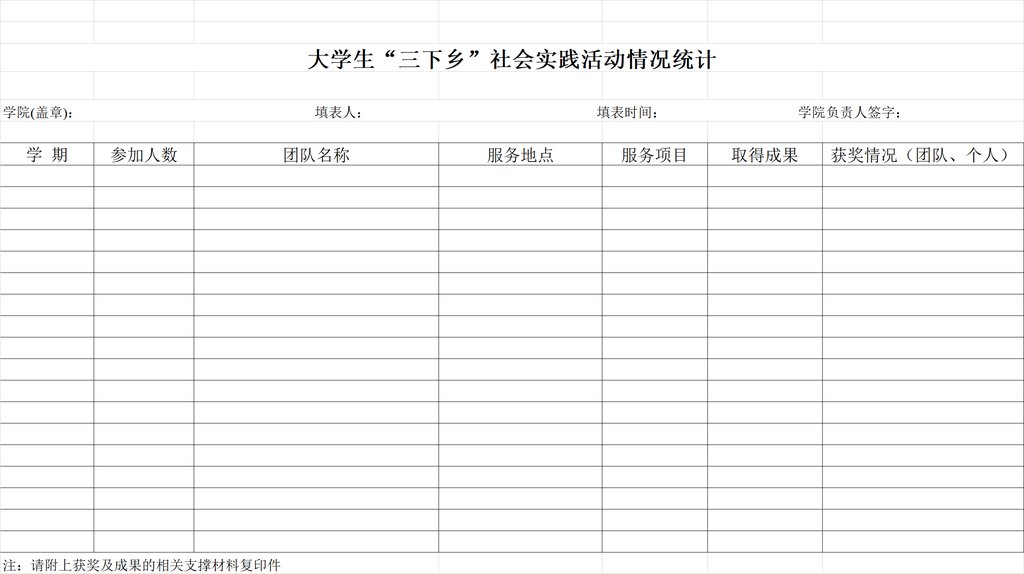 大学生“三下乡”社会实践活动情况统计
学院(盖章): 填表人: 填表时间: 学院负责人签字:
学 期 参加人数 团队名称 服务地点 服务项目 取得成果 获奖情况（团队、个人）
注：请附上获奖及成果的相关支撑材料复印件